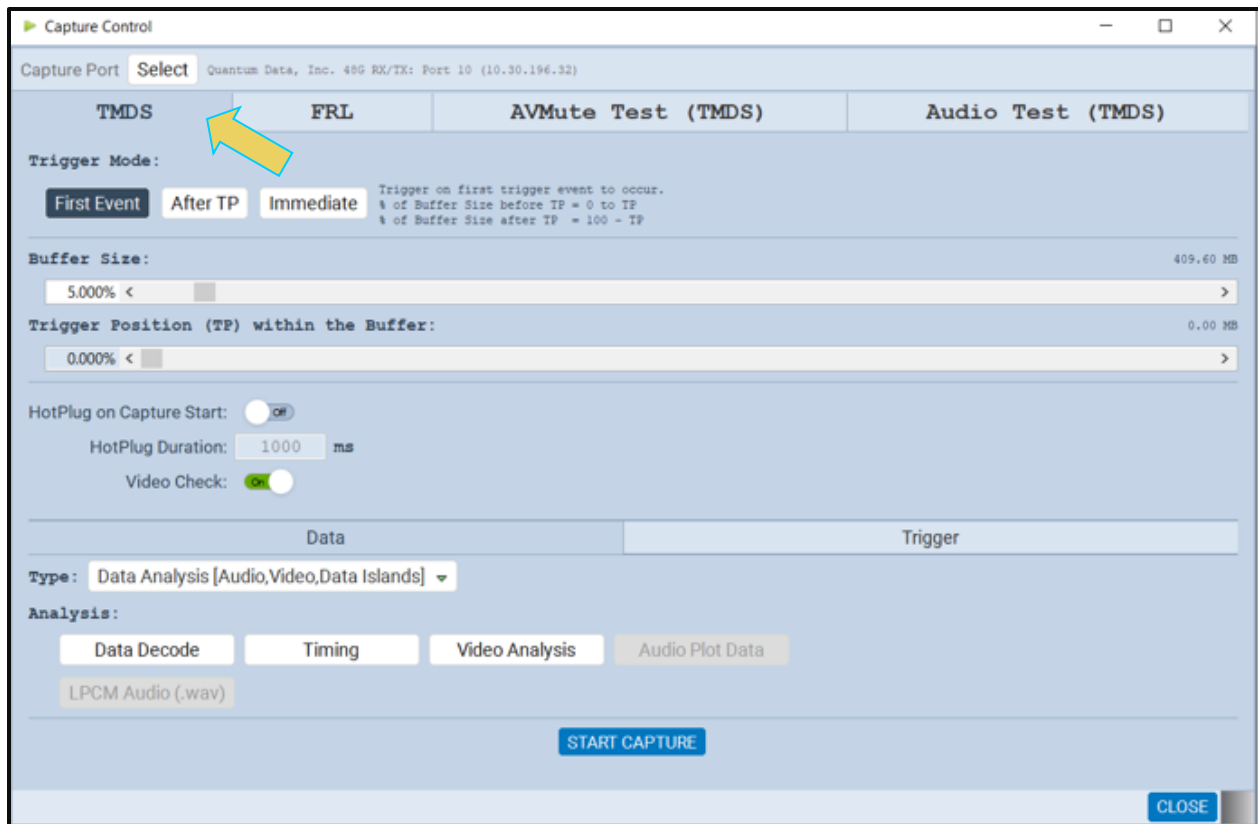 Capture Control
Capture Port Select Quantum Data, Inc. 48G RX/TX: Port 10 (10.30.196.32)
TMDS FRL AVMute Test (TMDS) Audio Test (TMDS)
Trigger Mode:
First Event After TP Immediate
Trigger on first trigger event to occur.
% of Buffer Size before TP = 0 to TP
% of Buffer Size after TP = 100 - TP
Buffer Size: 409.60 MB
5.000%
Trigger Position (TP) within the Buffer: 0.00 MB
0.000%
HotPlug on Capture Start: Off
HotPlug Duration: 1000 ms
Video Check: On
Data Trigger
Type: Data Analysis [Audio,Video,Data Islands]
Analysis:
Data Decode Timing Video Analysis Audio Plot Data
LPCM Audio (.wav)
START CAPTURE
CLOSE